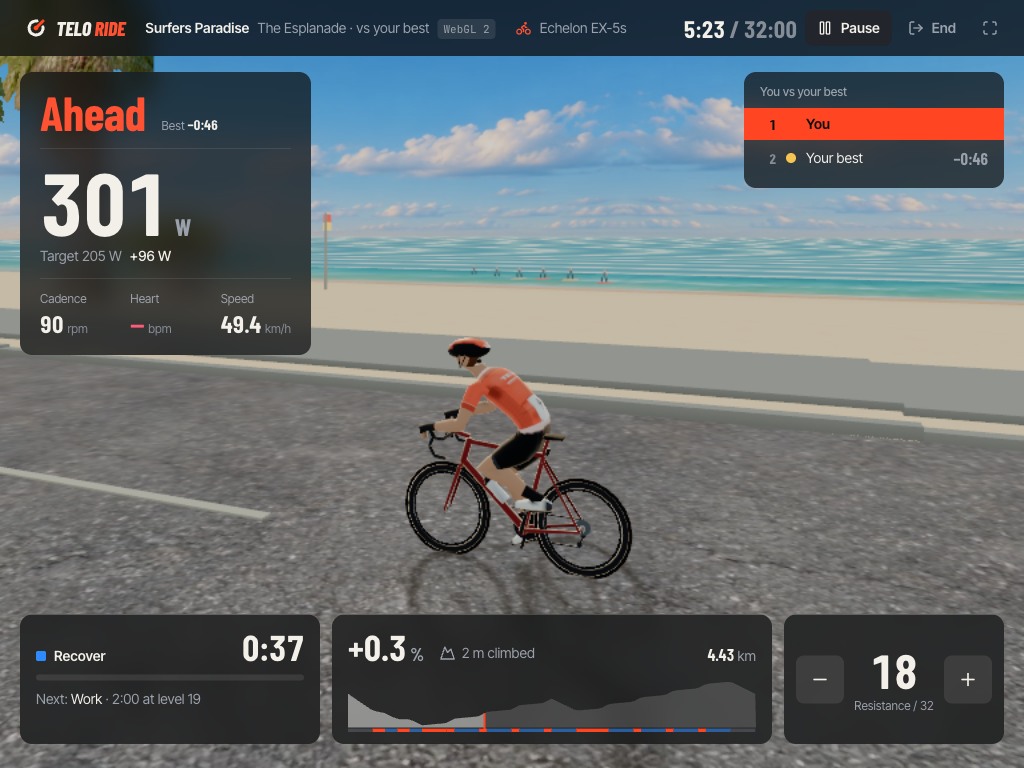 TELO RIDE Surfers Paradise The Esplanade · vs your best WebGL 2 Echelon EX-5s 5:23 / 32:00 Pause End
Ahead Best −0:46
301 W
Target 205 W +96 W
Cadence Heart Speed
90 rpm − bpm 49.4 km/h
You vs your best
1 You
2 Your best −0:46
Recover 0:37
Next: Work · 2:00 at level 19
+0.3 % 2 m climbed 4.43 km
− 18 +
Resistance / 32